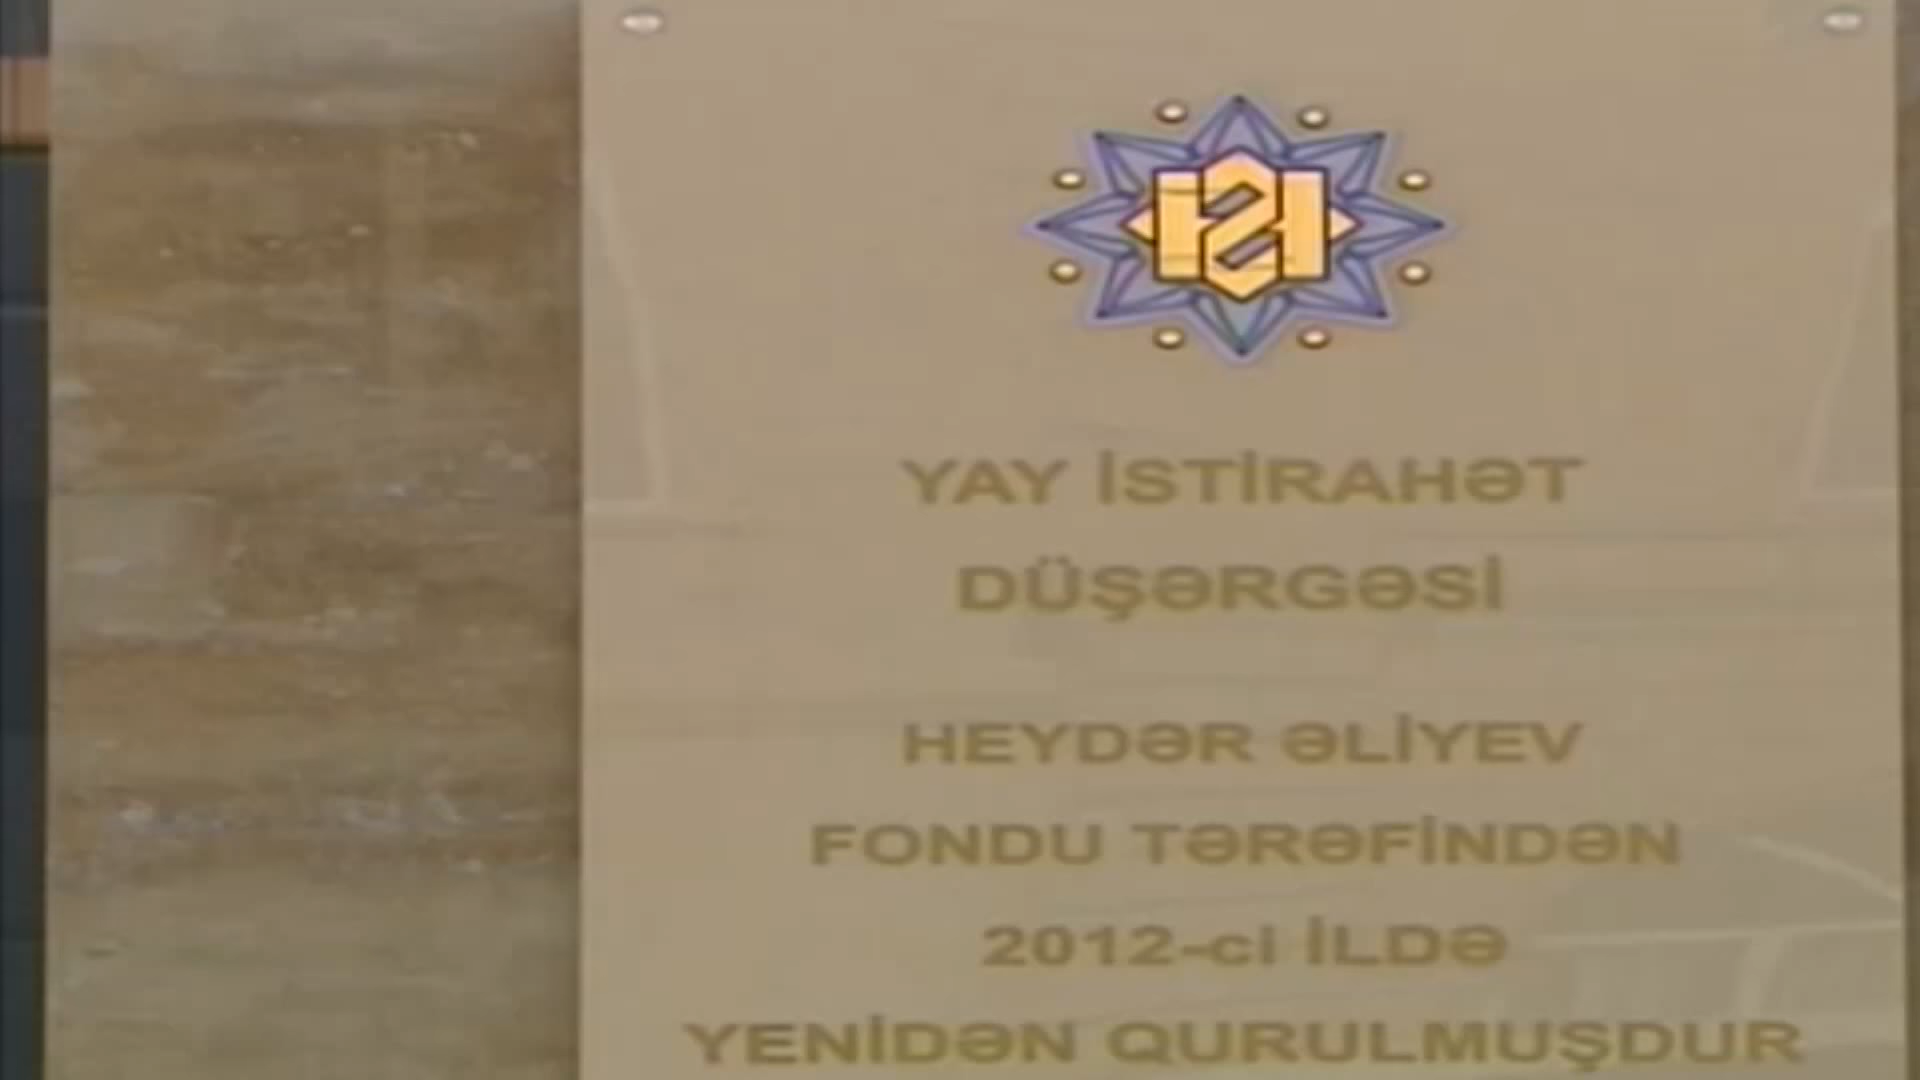 YAY İSTİRAHƏT
DÜŞƏRGƏSİ
HEYDƏR ƏLİYEV
FONDU TƏRƏFİNDƏN
2012-ci İLDƏ
YENİDƏN QURULMUŞDUR